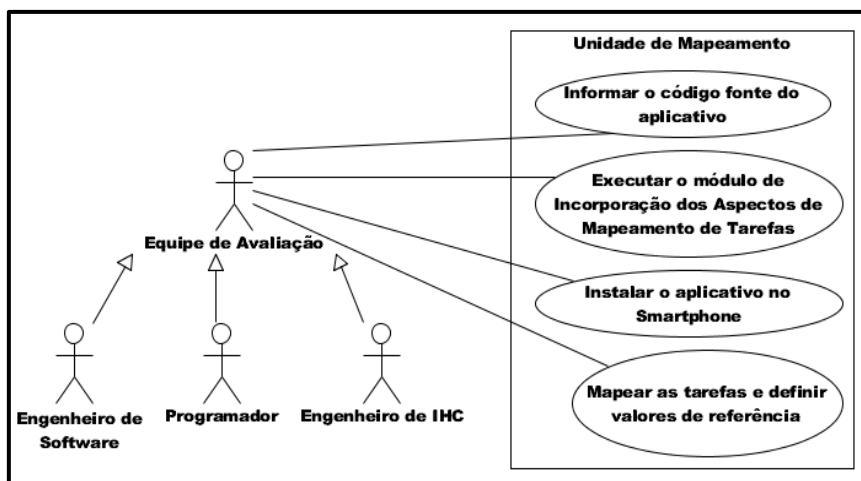 Unidade de Mapeamento
Informar o código fonte do
aplicativo
Executar o módulo de
Incorporação dos Aspectos de
Mapeamento de Tarefas
Equipe de Avaliação
Instalar o aplicativo no
Smartphone
Mapear as tarefas e definir
valores de referência
Engenheiro de
Software
Programador
Engenheiro de IHC